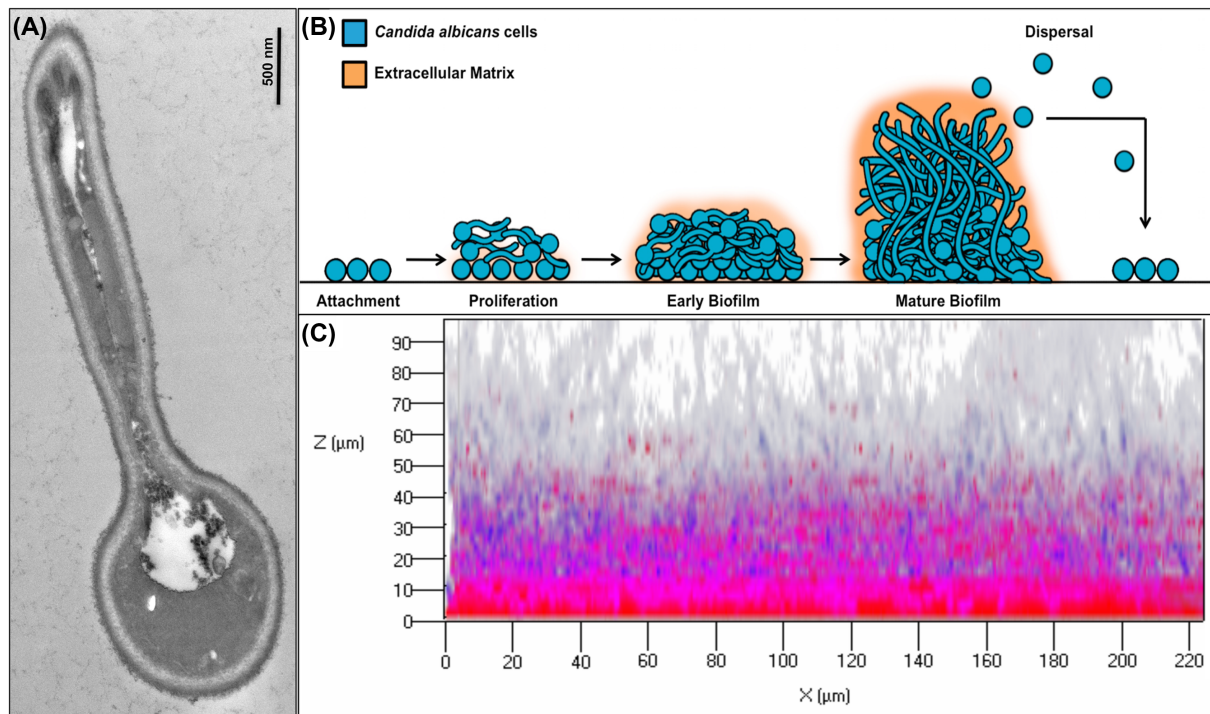 (A)
500 nm
(B)
Candida albicans cells
Extracellular Matrix
Dispersal
Attachment
Proliferation
Early Biofilm
Mature Biofilm
(C)
90
80
70
60
50
40
30
20
10
0
Z (µm)
0 20 40 60 80 100 120 140 160 180 200 220
X (µm)